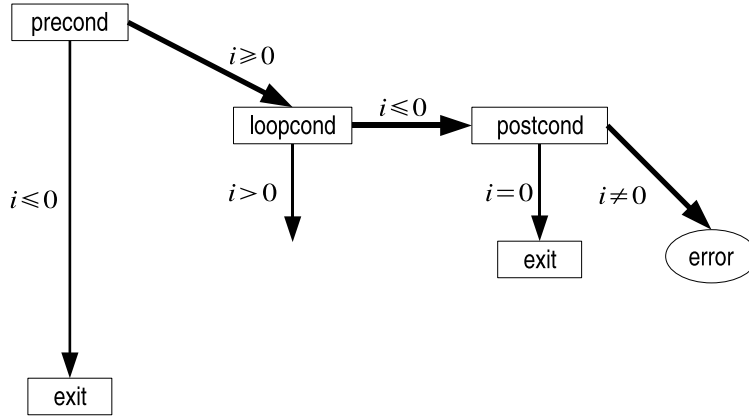 precond
i≥0
loopcond
i≤0
postcond
i≤0
i>0
i=0
i≠0
exit
error
exit